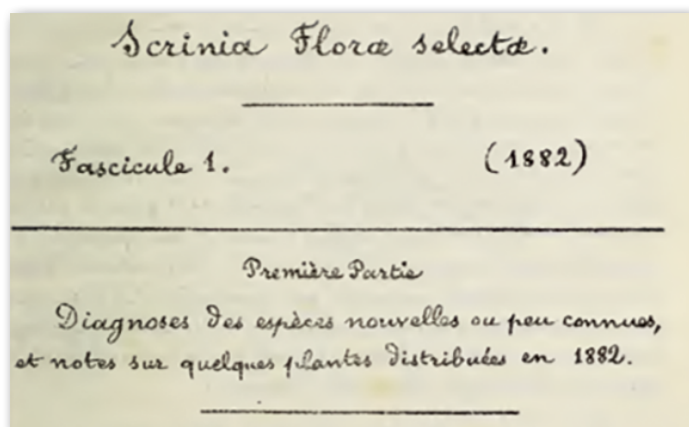 Scrinia Floræ selectæ.
Fascicule 1. (1882)
Première Partie
Diagnoses des espèces nouvelles ou peu connues,
et notes sur quelques plantes distribuées en 1882.